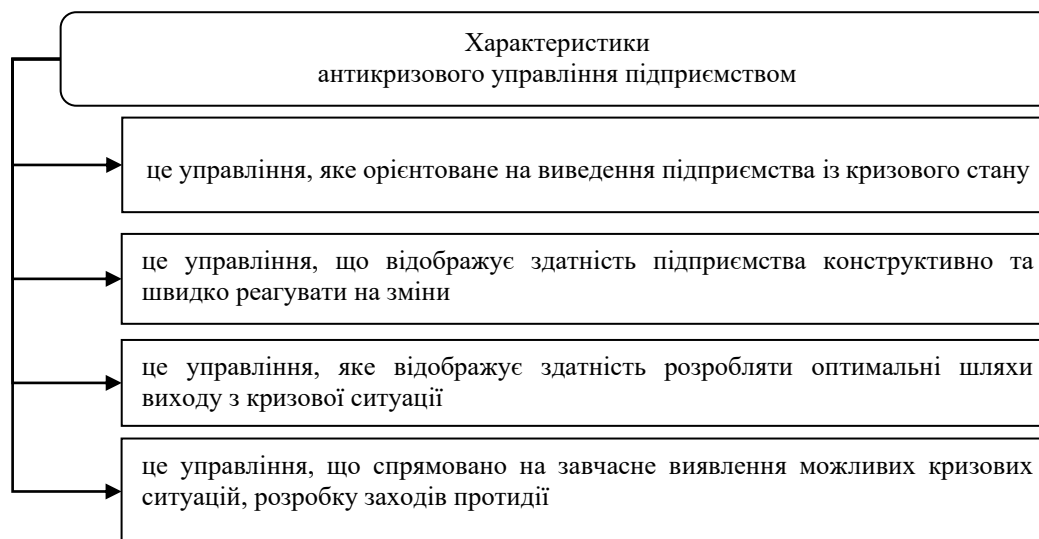 Характеристики
антикризового управління підприємством
це управління, яке орієнтоване на виведення підприємства із кризового стану
це управління, що відображує здатність підприємства конструктивно та
швидко реагувати на зміни
це управління, яке відображує здатність розробляти оптимальні шляхи
виходу з кризової ситуації
це управління, що спрямовано на завчасне виявлення можливих кризових
ситуацій, розробку заходів протидії